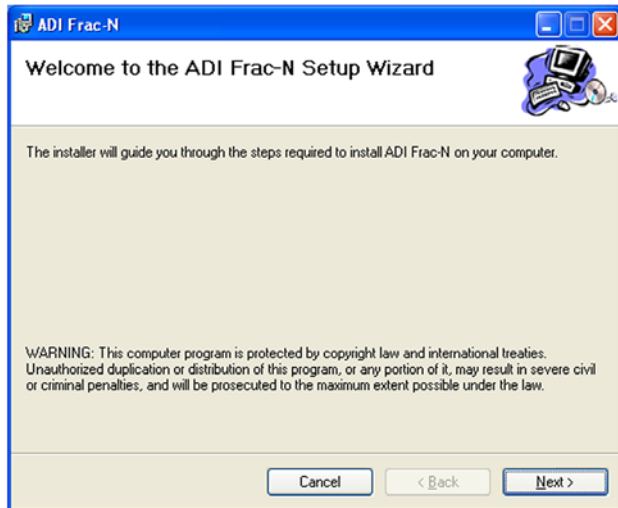 ADI Frac-N
Welcome to the ADI Frac-N Setup Wizard
The installer will guide you through the steps required to install ADI Frac-N on your computer.
WARNING: This computer program is protected by copyright law and international treaties.
Unauthorized duplication or distribution of this program, or any portion of it, may result in severe civil
or criminal penalties, and will be prosecuted to the maximum extent possible under the law.
Cancel
< Back
Next >